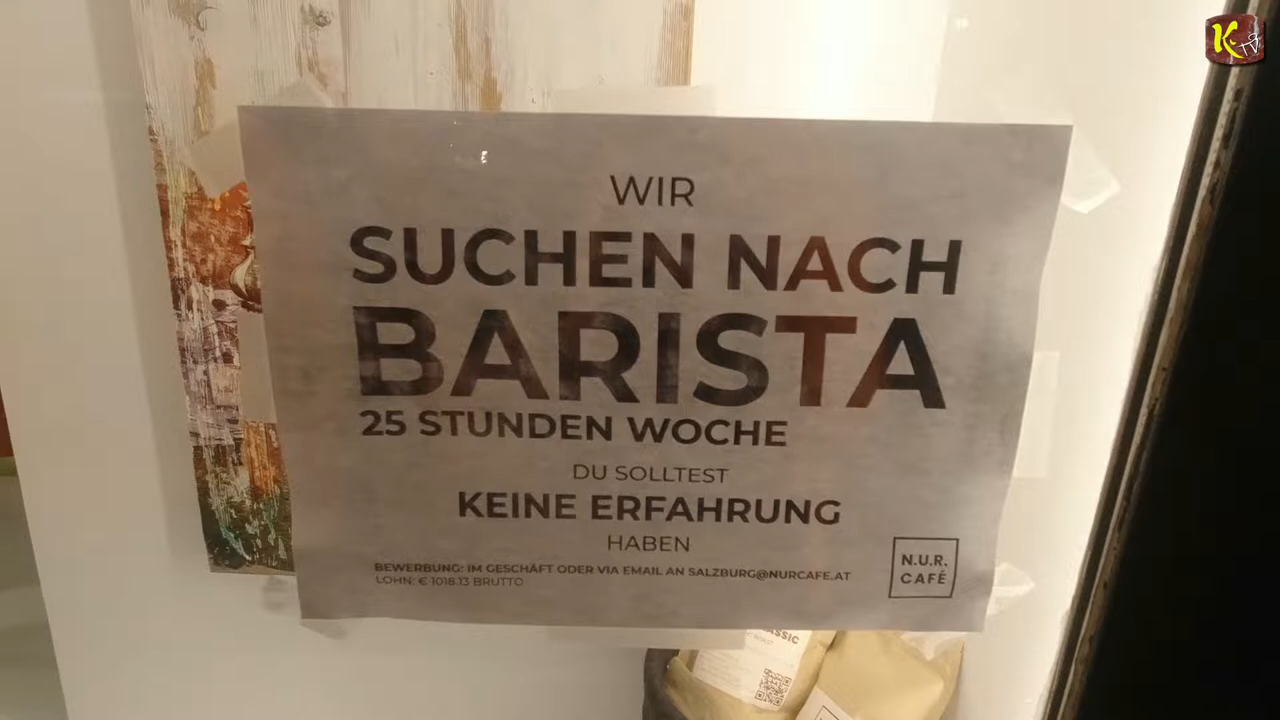 K-TV
WIR
SUCHEN NACH
BARISTA
25 STUNDEN WOCHE
DU SOLLTEST
KEINE ERFAHRUNG
HABEN
BEWERBUNG: IM GESCHÄFT ODER VIA EMAIL AN SALZBURG@NURCAFE.AT
LOHN: € 1018.13 BRUTTO
N.U.R.
CAFÉ